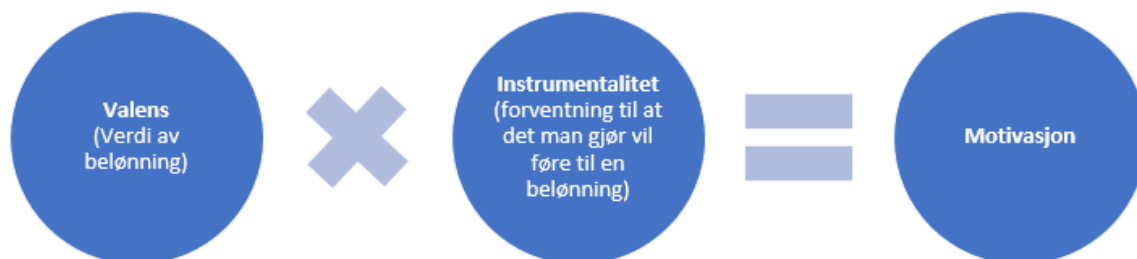 Valens
(Verdi av
belønning)
Instrumentalitet
(forventning til at
det man gjør vil
føre til en
belønning)
Motivasjon